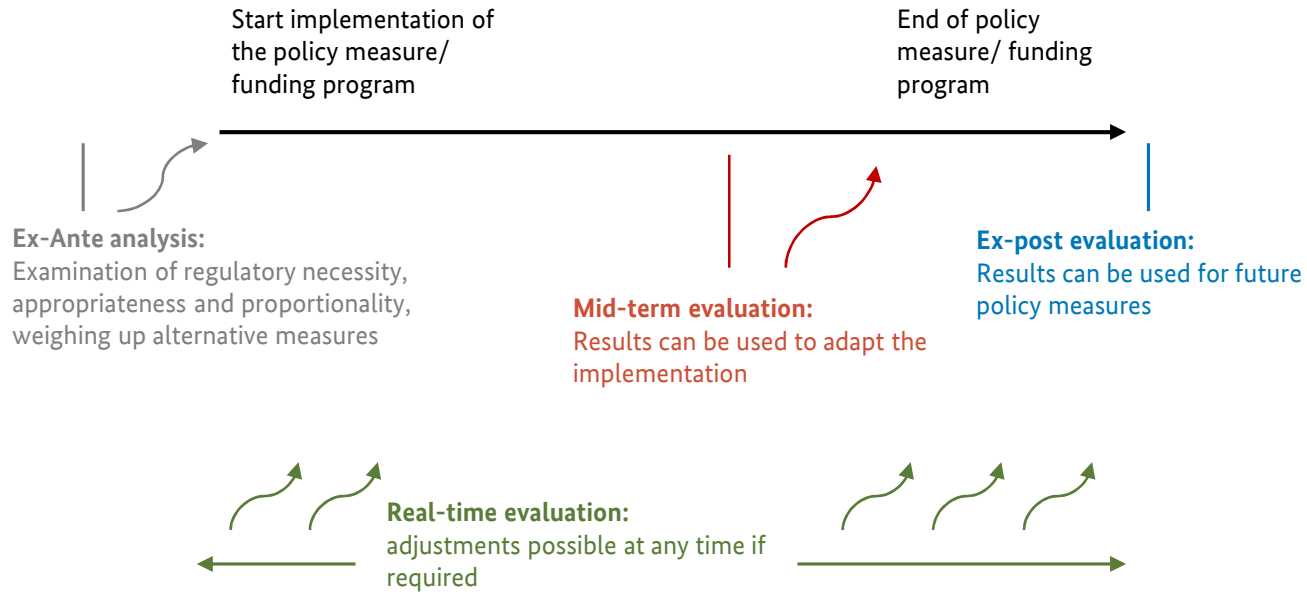 Start implementation of
the policy measure/
funding program
End of policy
measure/ funding
program
Ex-Ante analysis:
Examination of regulatory necessity,
appropriateness and proportionality,
weighing up alternative measures
Mid-term evaluation:
Results can be used to adapt the
implementation
Ex-post evaluation:
Results can be used for future
policy measures
Real-time evaluation:
adjustments possible at any time if
required